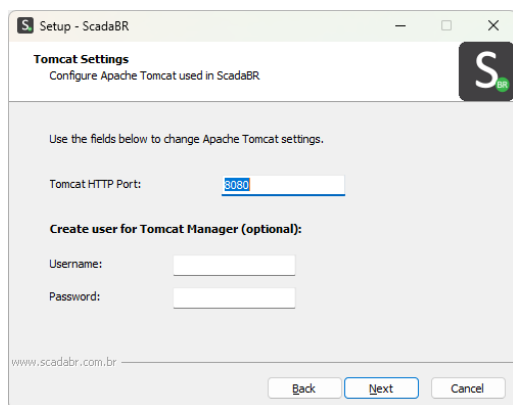 S Setup - ScadaBR
Tomcat Settings
Configure Apache Tomcat used in ScadaBR
S BR
Use the fields below to change Apache Tomcat settings.
Tomcat HTTP Port: 8080
Create user for Tomcat Manager (optional):
Username:
Password:
www.scadabr.com.br
Back Next Cancel